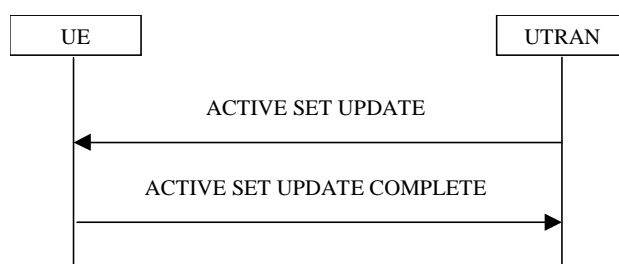 UE
UTRAN
ACTIVE SET UPDATE
ACTIVE SET UPDATE COMPLETE